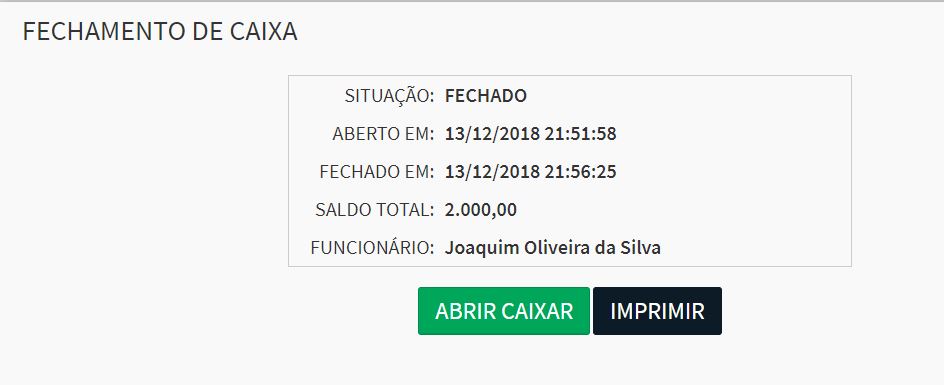 FECHAMENTO DE CAIXA
SITUAÇÃO: FECHADO
ABERTO EM: 13/12/2018 21:51:58
FECHADO EM: 13/12/2018 21:56:25
SALDO TOTAL: 2.000,00
FUNCIONÁRIO: Joaquim Oliveira da Silva
ABRIR CAIXAR IMPRIMIR